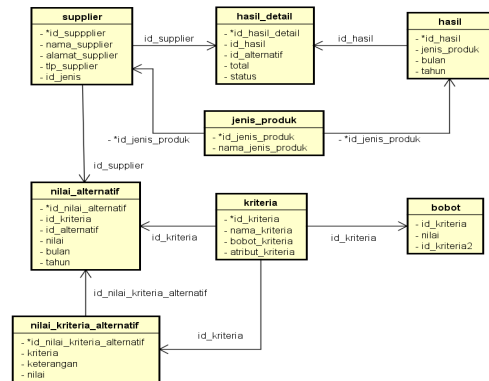 supplier
- *id_suppplier
- nama_supplier
- alamat_supplier
- tlp_supplier
- id_jenis
id_supplier
hasil_detail
- *id_hasil_detail
- id_hasil
- id_alternatif
- total
- status
id_hasil
hasil
- *id_hasil
- jenis_produk
- bulan
- tahun
jenis_produk
- *id_jenis_produk
- nama_jenis_produk
- *id_jenis_produk
- *id_jenis_produk
id_supplier
nilai_alternatif
- *id_nilai_alternatif
- id_kriteria
- id_alternatif
- nilai
- bulan
- tahun
id_kriteria
kriteria
- *id_kriteria
- nama_kriteria
- bobot_kriteria
- atribut_kriteria
id_kriteria
bobot
- id_kriteria
- nilai
- id_kriteria2
id_nilai_kriteria_alternatif
id_kriteria
nilai_kriteria_alternatif
- *id_nilai_kriteria_alternatif
- kriteria
- keterangan
- nilai